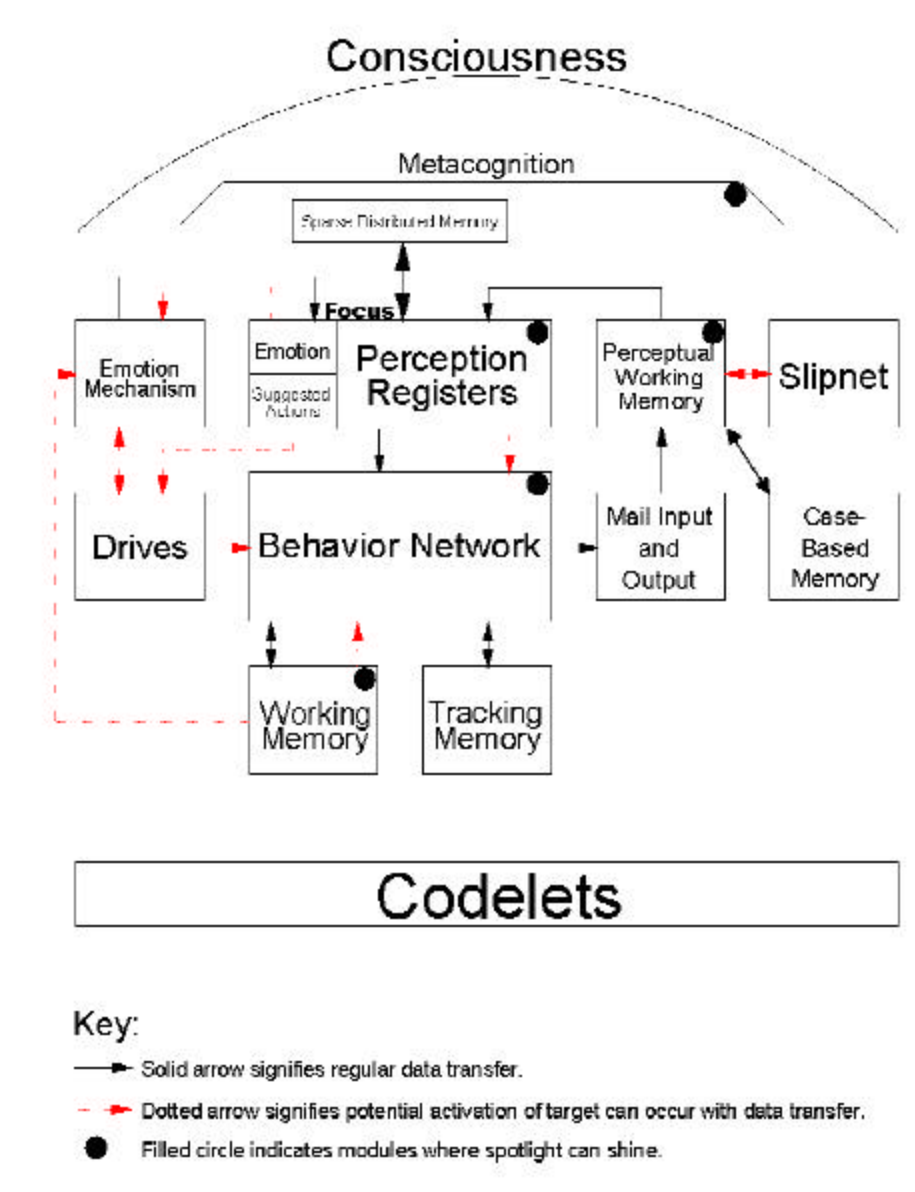 Consciousness
Metacognition
Sparse Distributed Memory
Focus
Emotion
Mechanism
Emotion
Suggested
Actions
Perception
Registers
Perceptual
Working
Memory
Slipnet
Drives
Behavior Network
Mail Input
and
Output
Case-
Based
Memory
Working
Memory
Tracking
Memory
Codelets
Key:
Solid arrow signifies regular data transfer.
Dotted arrow signifies potential activation of target can occur with data transfer.
Filled circle indicates modules where spotlight can shine.